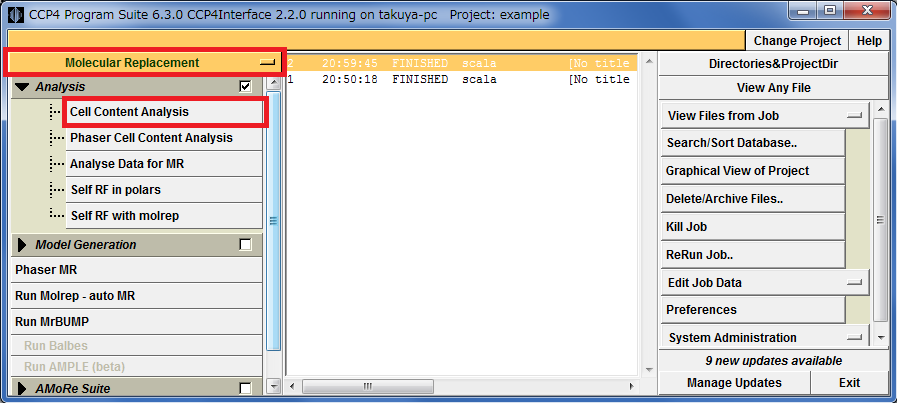 CCP4 Program Suite 6.3.0 CCP4Interface 2.2.0 running on takuya-pc   Project: example
Change Project
Help
Molecular Replacement
Analysis
Cell Content Analysis
Phaser Cell Content Analysis
Analyse Data for MR
Self RF in polars
Self RF with molrep
Model Generation
Phaser MR
Run Molrep - auto MR
Run MrBUMP
Run Balbes
Run AMPLE (beta)
AMoRe Suite
2 20:59:45 FINISHED scala [No title
1 20:50:18 FINISHED scala [No title
Directories&ProjectDir
View Any File
View Files from Job
Search/Sort Database..
Graphical View of Project
Delete/Archive Files..
Kill Job
ReRun Job..
Edit Job Data
Preferences
System Administration
9 new updates available
Manage Updates
Exit